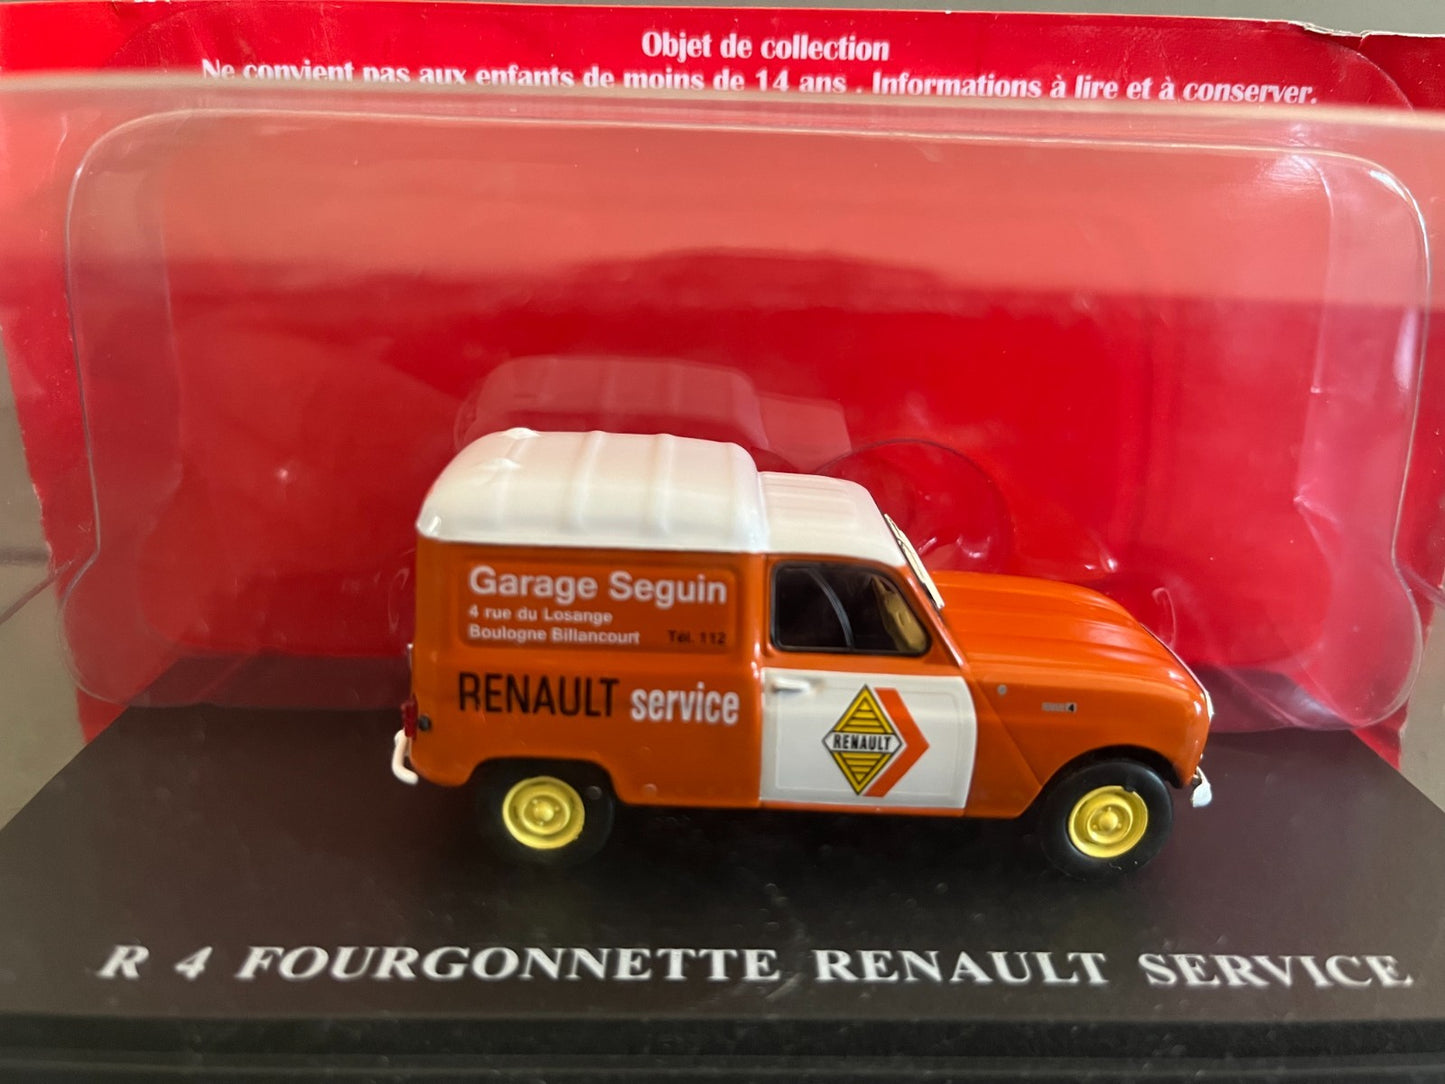 Objet de collection
Ne convient pas aux enfants de moins de 14 ans . Informations à lire et à conserver.
Garage Seguin
4 rue du Losange
Boulogne Billancourt Tél. 112
RENAULT service
RENAULT
R 4 FOURGONNETTE RENAULT SERVICE